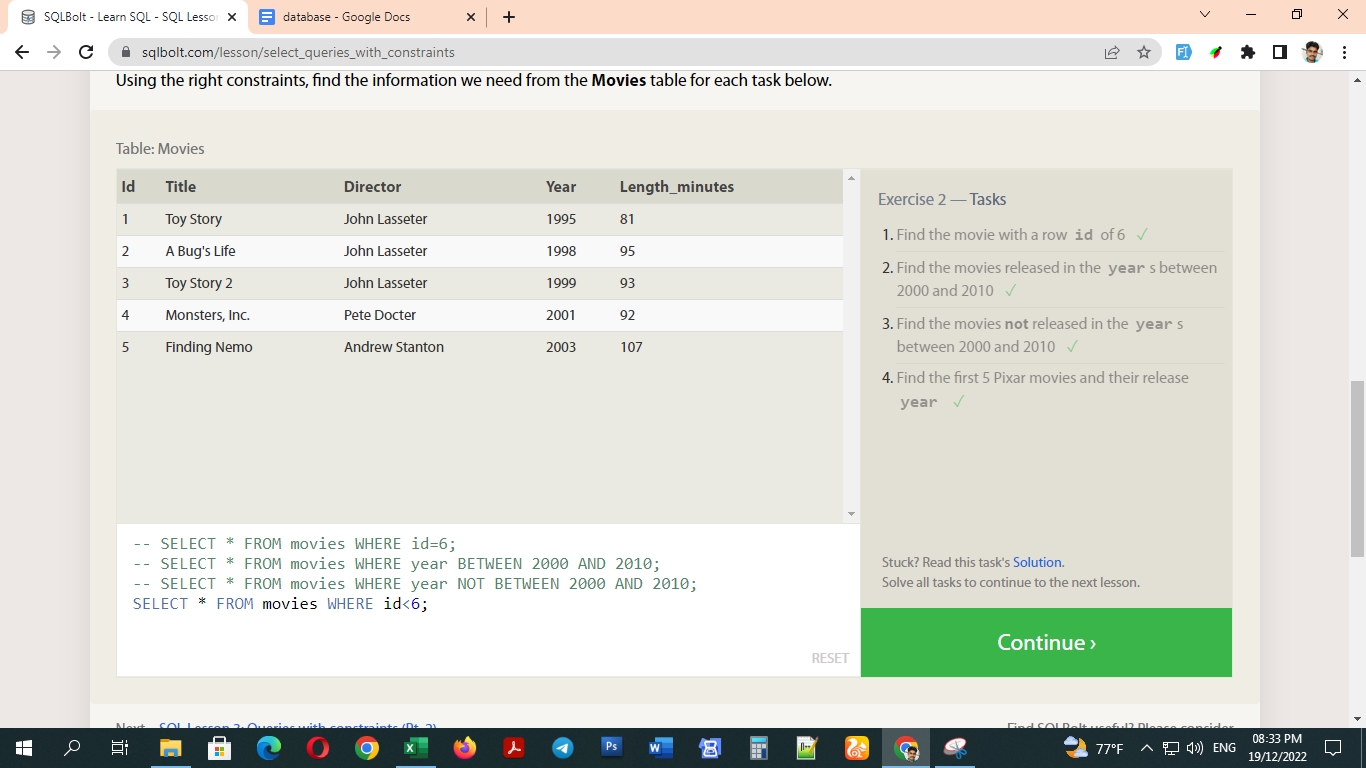 SQLBolt - Learn SQL - SQL Lesso
database - Google Docs
sqlbolt.com/lesson/select_queries_with_constraints
Using the right constraints, find the information we need from the Movies table for each task below.
Table: Movies
Id Title Director Year Length_minutes
1 Toy Story John Lasseter 1995 81
2 A Bug's Life John Lasseter 1998 95
3 Toy Story 2 John Lasseter 1999 93
4 Monsters, Inc. Pete Docter 2001 92
5 Finding Nemo Andrew Stanton 2003 107
-- SELECT * FROM movies WHERE id=6;
-- SELECT * FROM movies WHERE year BETWEEN 2000 AND 2010;
-- SELECT * FROM movies WHERE year NOT BETWEEN 2000 AND 2010;
SELECT * FROM movies WHERE id<6;
RESET
Exercise 2 — Tasks
1. Find the movie with a row id of 6 ✓
2. Find the movies released in the year s between
2000 and 2010 ✓
3. Find the movies not released in the year s
between 2000 and 2010 ✓
4. Find the first 5 Pixar movies and their release
year ✓
Stuck? Read this task's Solution.
Solve all tasks to continue to the next lesson.
Continue ›
Next – SQL Lesson 3: Queries with constraints (Pt. 2)
Find SQLBolt useful? Please consider
77°F
ENG
08:33 PM
19/12/2022